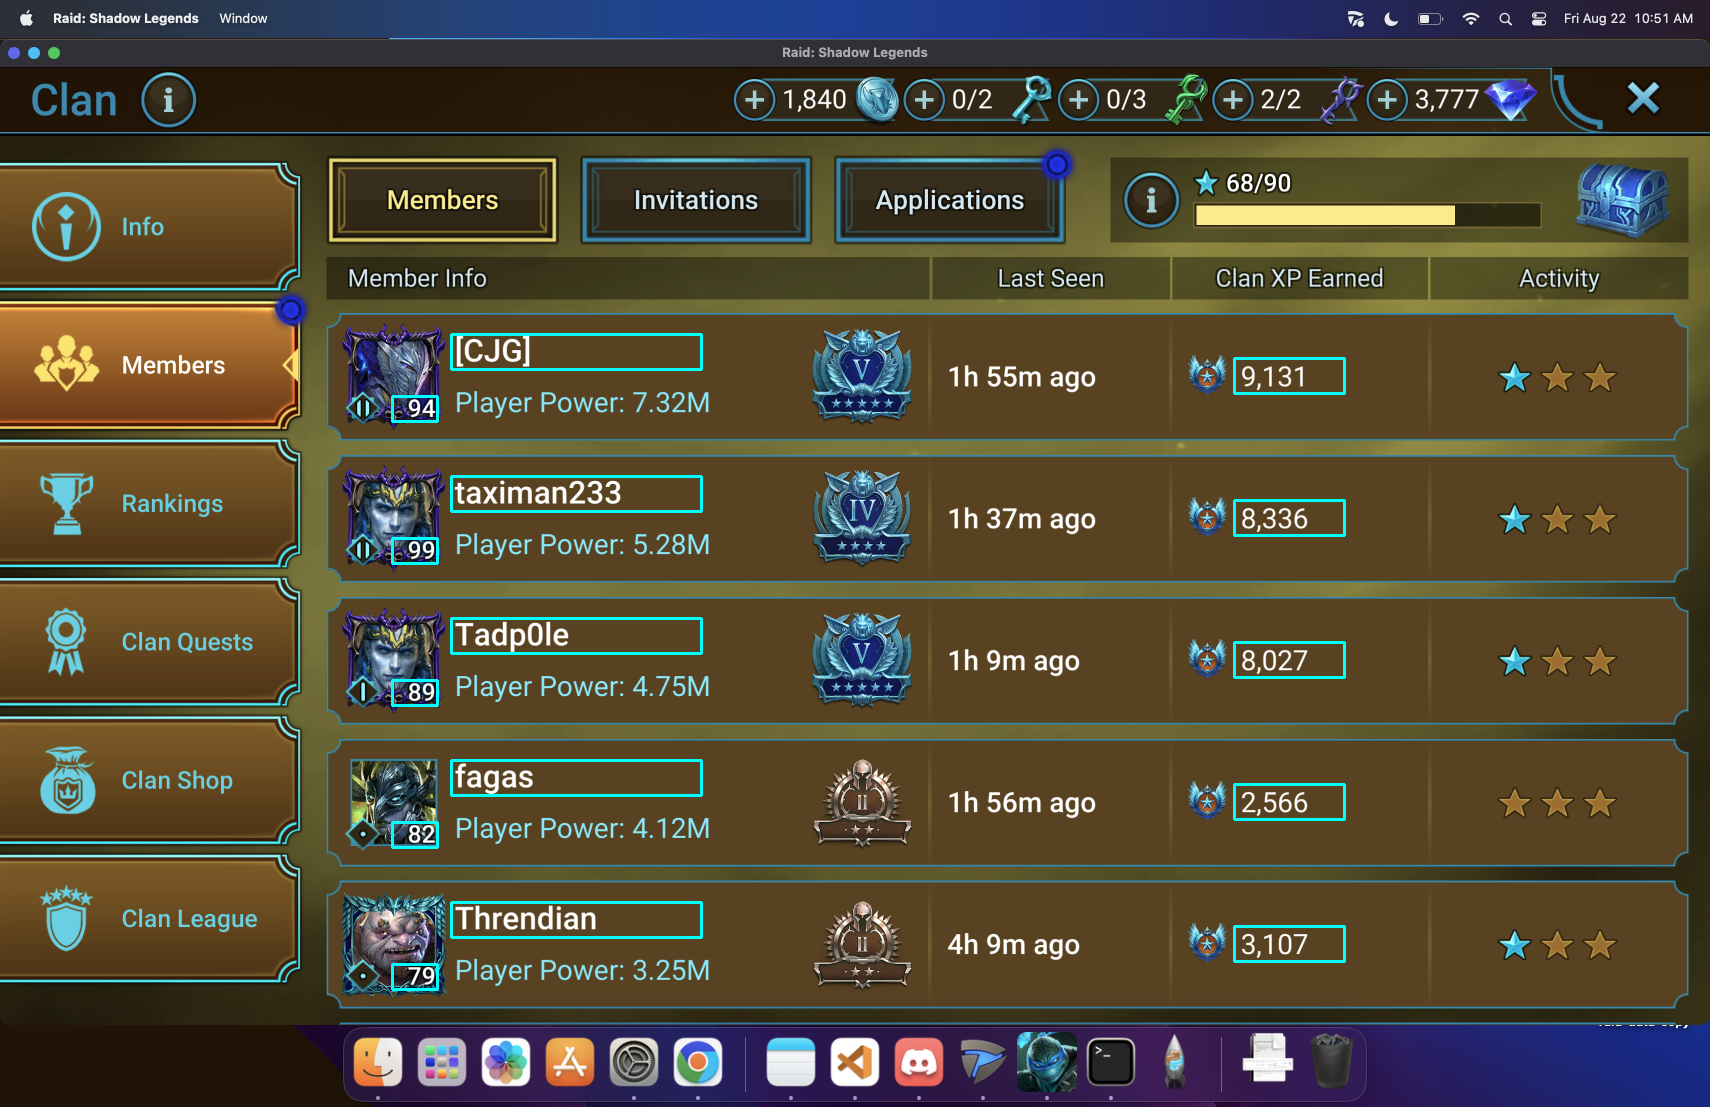 Raid: Shadow Legends Window Fri Aug 22 10:51 AM
Raid: Shadow Legends
Clan i + 1,840 + 0/2 + 0/3 + 2/2 + 3,777
Members Invitations Applications i 68/90
Info
Members
Rankings
Clan Quests
Clan Shop
Clan League
Member Info Last Seen Clan XP Earned Activity
[CJG] V 1h 55m ago 9,131
94 Player Power: 7.32M
taximan233 IV 1h 37m ago 8,336
99 Player Power: 5.28M
Tadp0le V 1h 9m ago 8,027
89 Player Power: 4.75M
fagas II 1h 56m ago 2,566
82 Player Power: 4.12M
Threndian II 4h 9m ago 3,107
79 Player Power: 3.25M